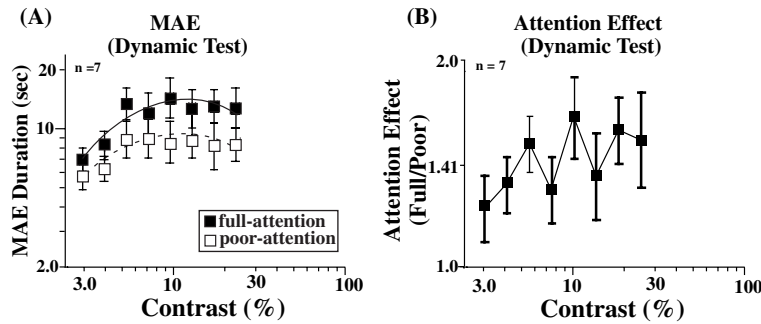 (A)
MAE
(Dynamic Test)
n =7
20
10
2.0
MAE Duration (sec)
full-attention
poor-attention
3.0
10
30
100
Contrast (%)
(B)
Attention Effect
(Dynamic Test)
n = 7
2.0
1.41
1.0
Attention Effect
(Full/Poor)
3.0
10
30
100
Contrast (%)